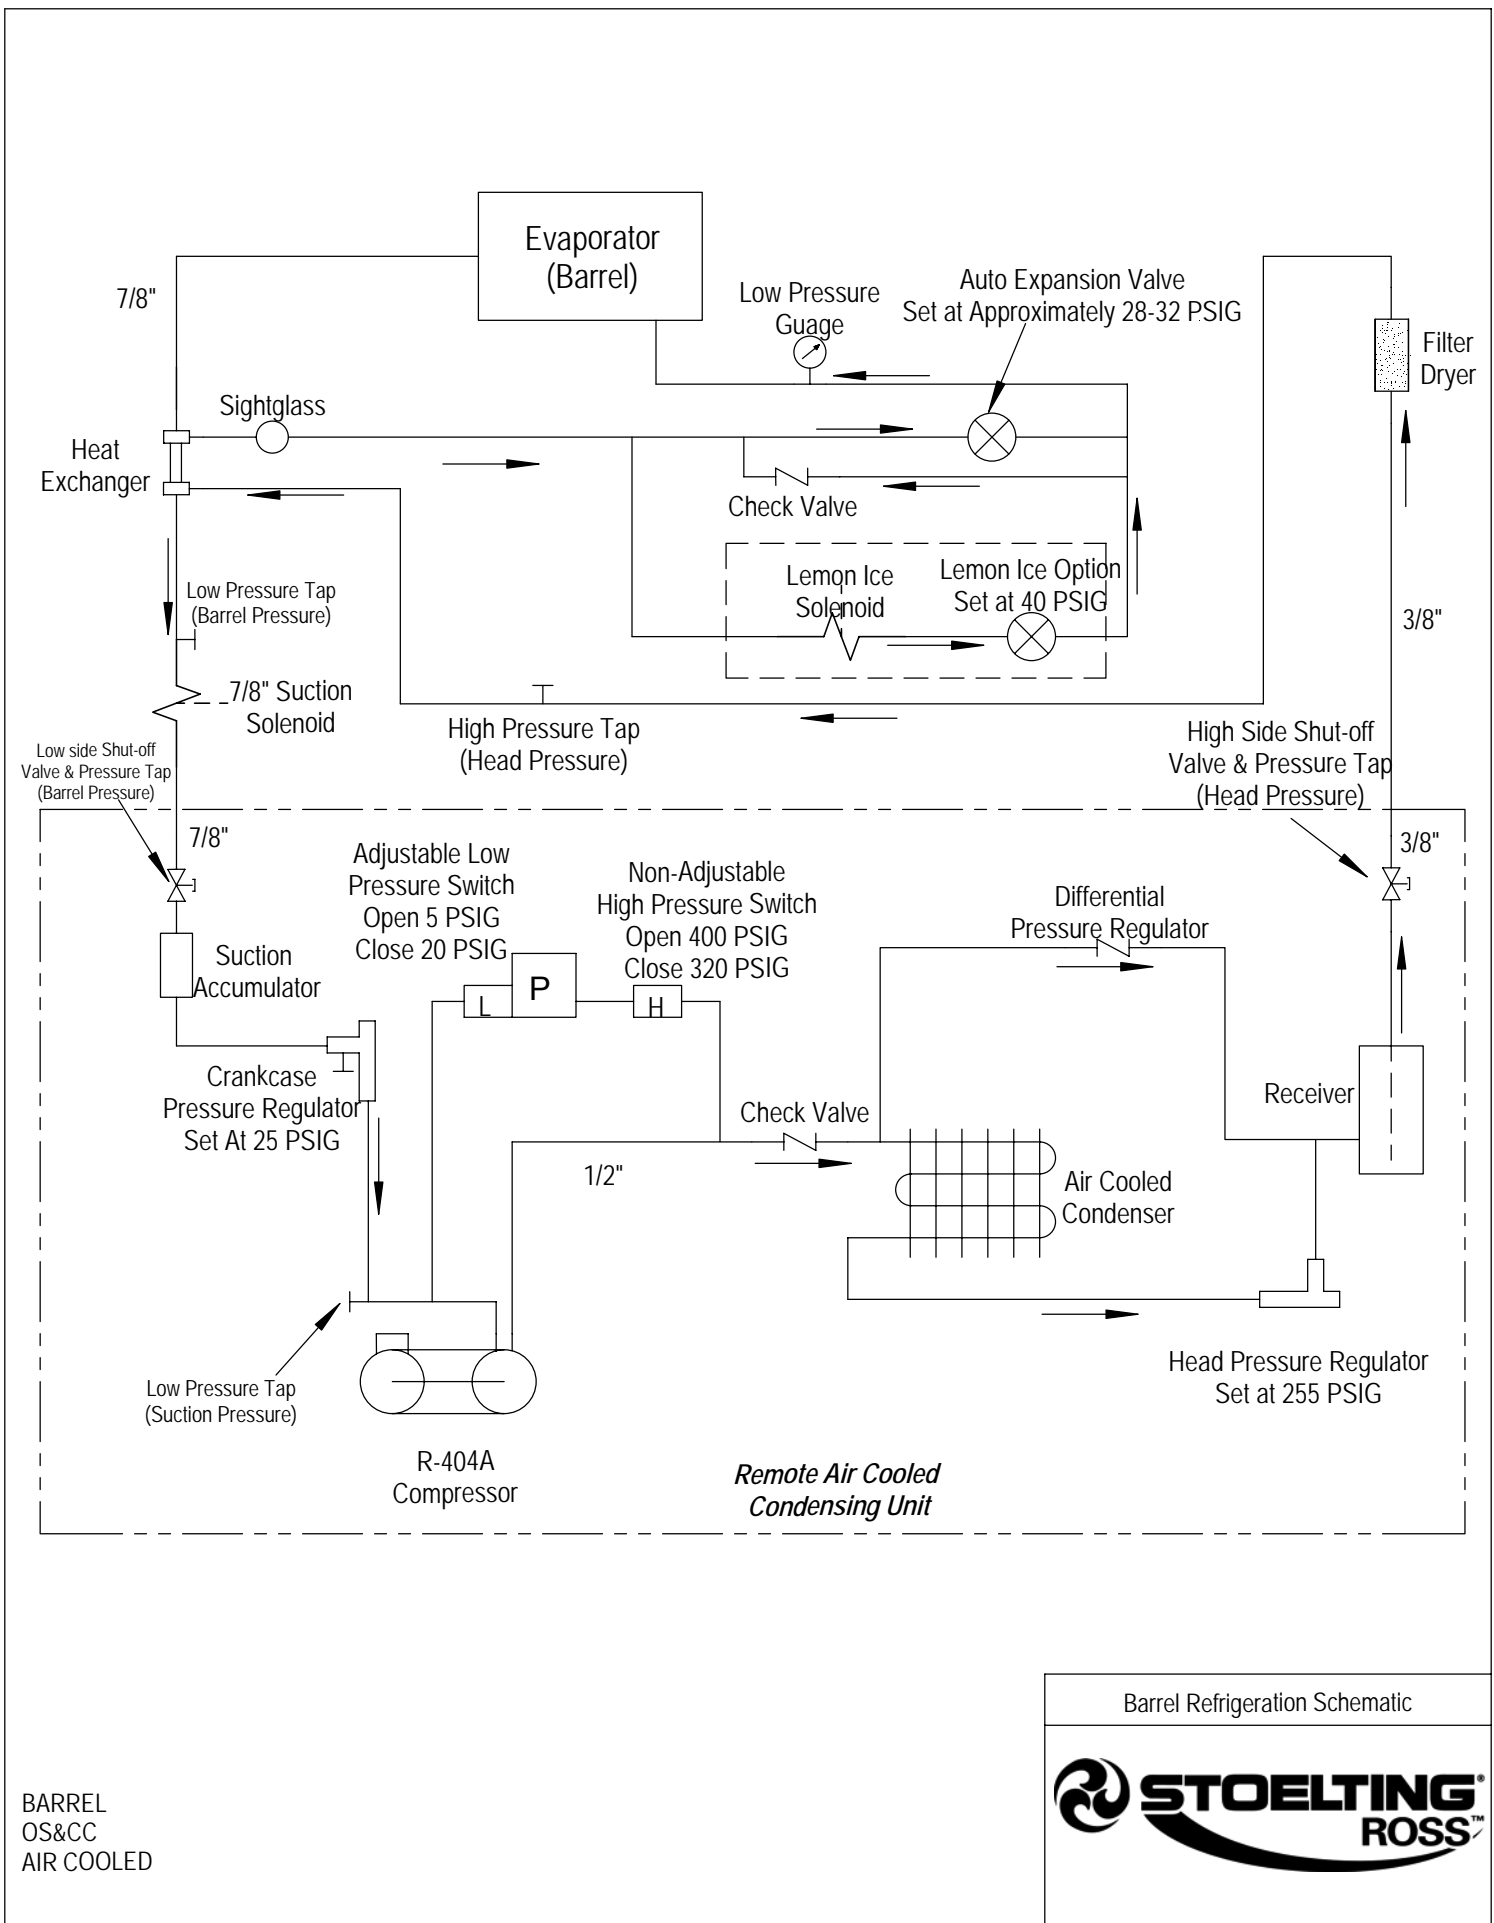 Evaporator
(Barrel)
7/8"
Low Pressure
Guage
Auto Expansion Valve
Set at Approximately 28-32 PSIG
Filter
Dryer
Sightglass
Heat
Exchanger
Check Valve
Lemon Ice
Solenoid
Lemon Ice Option
Set at 40 PSIG
Low Pressure Tap
(Barrel Pressure)
3/8"
7/8" Suction
Solenoid
High Pressure Tap
(Head Pressure)
High Side Shut-off
Valve & Pressure Tap
(Head Pressure)
Low side Shut-off
Valve & Pressure Tap
(Barrel Pressure)
7/8"
3/8"
Adjustable Low
Pressure Switch
Open 5 PSIG
Close 20 PSIG
Non-Adjustable
High Pressure Switch
Open 400 PSIG
Close 320 PSIG
Differential
Pressure Regulator
Suction
Accumulator
L
P
H
Crankcase
Pressure Regulator
Set At 25 PSIG
Check Valve
Receiver
1/2"
Air Cooled
Condenser
Low Pressure Tap
(Suction Pressure)
Head Pressure Regulator
Set at 255 PSIG
R-404A
Compressor
Remote Air Cooled
Condensing Unit
Barrel Refrigeration Schematic
STOELTING®
ROSS™
BARREL
OS&CC
AIR COOLED